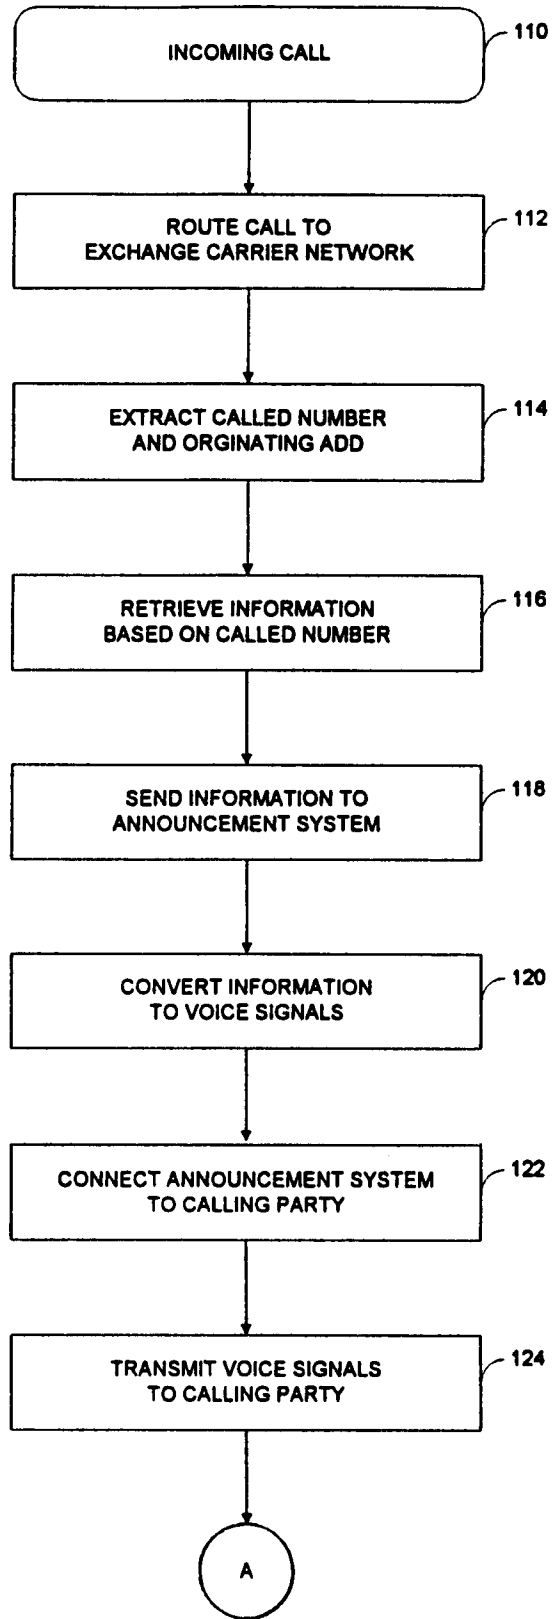 INCOMING CALL
110
ROUTE CALL TO
EXCHANGE CARRIER NETWORK
112
EXTRACT CALLED NUMBER
AND ORGINATING ADD
114
RETRIEVE INFORMATION
BASED ON CALLED NUMBER
116
SEND INFORMATION TO
ANNOUNCEMENT SYSTEM
118
CONVERT INFORMATION
TO VOICE SIGNALS
120
CONNECT ANNOUNCEMENT SYSTEM
TO CALLING PARTY
122
TRANSMIT VOICE SIGNALS
TO CALLING PARTY
124
A